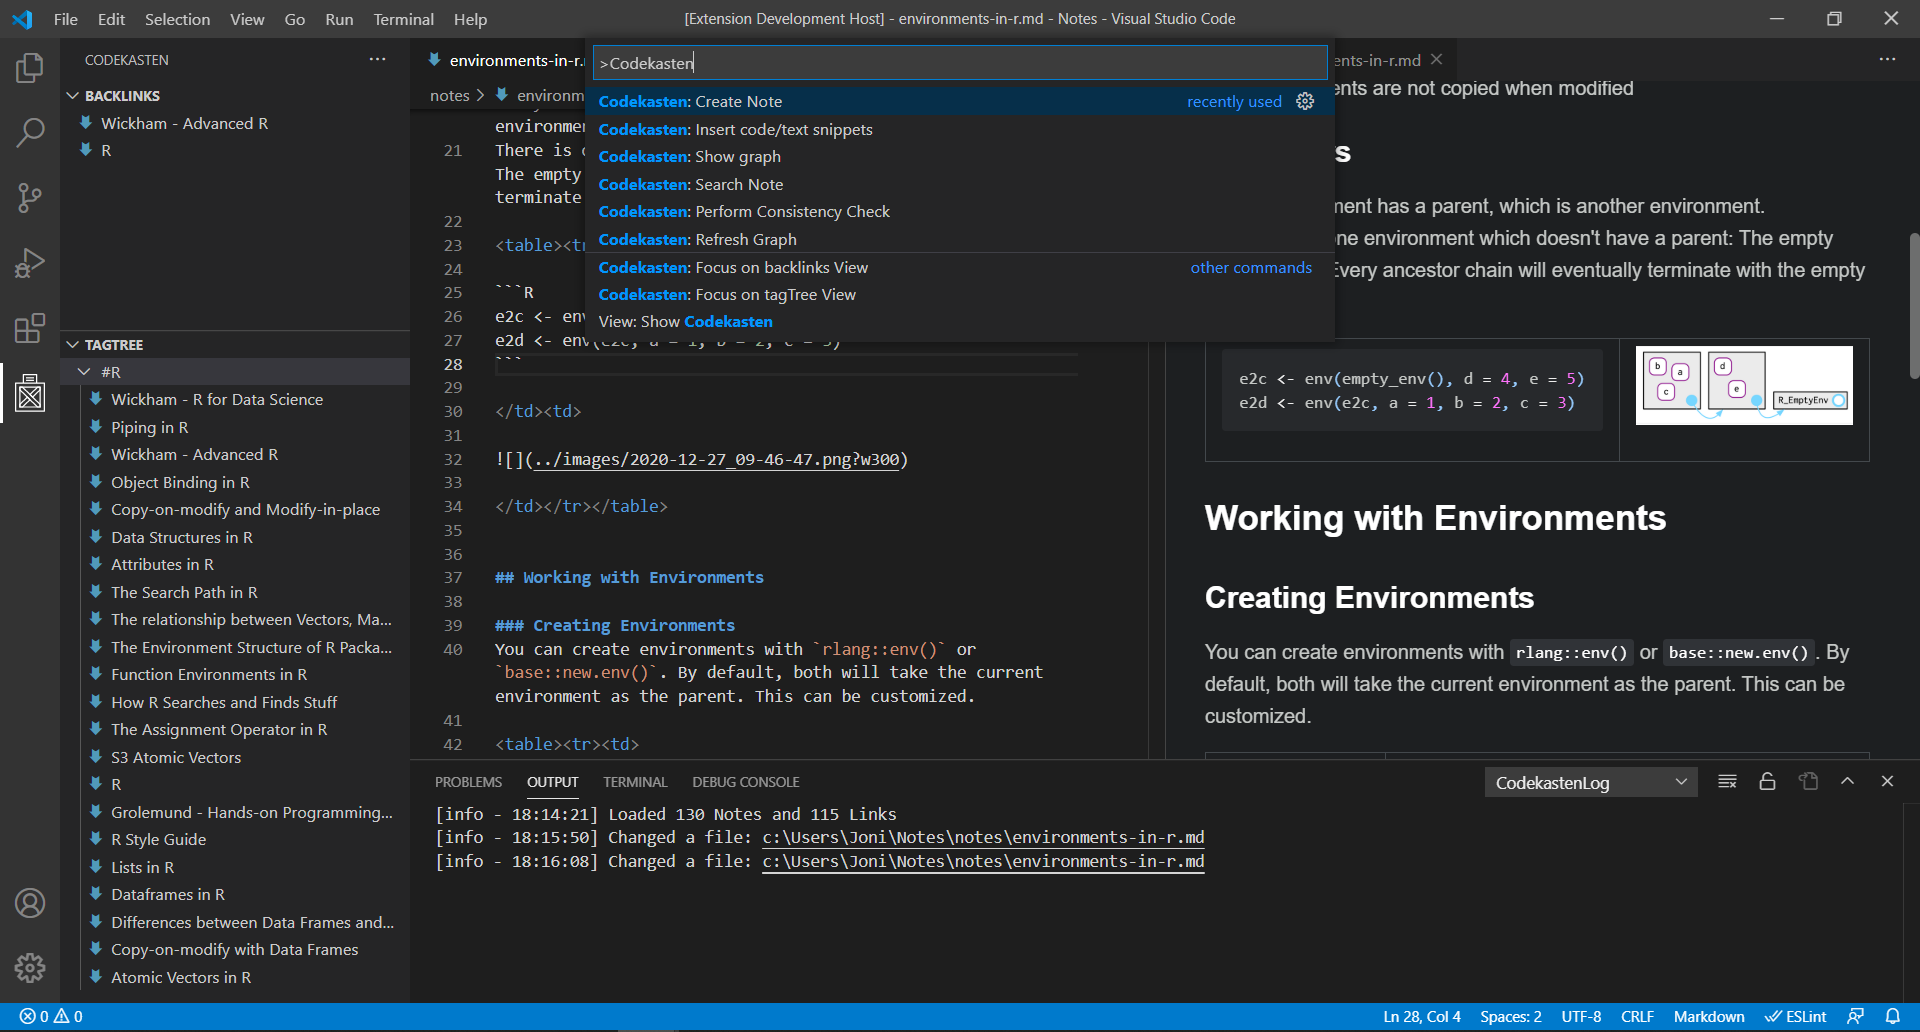 File Edit Selection View Go Run Terminal Help
[Extension Development Host] - environments-in-r.md - Notes - Visual Studio Code
CODEKASTEN
BACKLINKS
Wickham - Advanced R
R
TAGTREE
#R
Wickham - R for Data Science
Piping in R
Wickham - Advanced R
Object Binding in R
Copy-on-modify and Modify-in-place
Data Structures in R
Attributes in R
The Search Path in R
The relationship between Vectors, Ma...
The Environment Structure of R Packa...
Function Environments in R
How R Searches and Finds Stuff
The Assignment Operator in R
S3 Atomic Vectors
R
Grolemund - Hands-on Programming...
R Style Guide
Lists in R
Dataframes in R
Differences between Data Frames and...
Copy-on-modify with Data Frames
Atomic Vectors in R
environments-in-r.
>Codekasten
Codekasten: Create Note recently used
Codekasten: Insert code/text snippets
Codekasten: Show graph
Codekasten: Search Note
Codekasten: Perform Consistency Check
Codekasten: Refresh Graph
Codekasten: Focus on backlinks View other commands
Codekasten: Focus on tagTree View
View: Show Codekasten
notes > environm
environme
21 There is
The empty
terminate
22
23 <table><tr
24
25 ```R
26 e2c <- env
27 e2d <- env(e2c, a = 1, b = 2, c = 3)
28 ```
29
30 </td><td>
31
32 ![](../images/2020-12-27_09-46-47.png?w300)
33
34 </td></tr></table>
35
36
37 ## Working with Environments
38
39 ### Creating Environments
40 You can create environments with `rlang::env()` or
`base::new.env()`. By default, both will take the current
environment as the parent. This can be customized.
41
42 <table><tr><td>
ents-in-r.md
ents are not copied when modified
s
ment has a parent, which is another environment.
ne environment which doesn't have a parent: The empty
Every ancestor chain will eventually terminate with the empty
e2c <- env(empty_env(), d = 4, e = 5)
e2d <- env(e2c, a = 1, b = 2, c = 3)
b a c d e R_EmptyEnv
Working with Environments
Creating Environments
You can create environments with rlang::env() or base::new.env() . By
default, both will take the current environment as the parent. This can be
customized.
PROBLEMS OUTPUT TERMINAL DEBUG CONSOLE CodekastenLog
[info - 18:14:21] Loaded 130 Notes and 115 Links
[info - 18:15:50] Changed a file: c:\Users\Joni\Notes\notes\environments-in-r.md
[info - 18:16:08] Changed a file: c:\Users\Joni\Notes\notes\environments-in-r.md
0 0 Ln 28, Col 4 Spaces: 2 UTF-8 CRLF Markdown ESLint